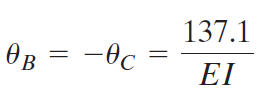 θ_B = −θ_C = 137.1/EI